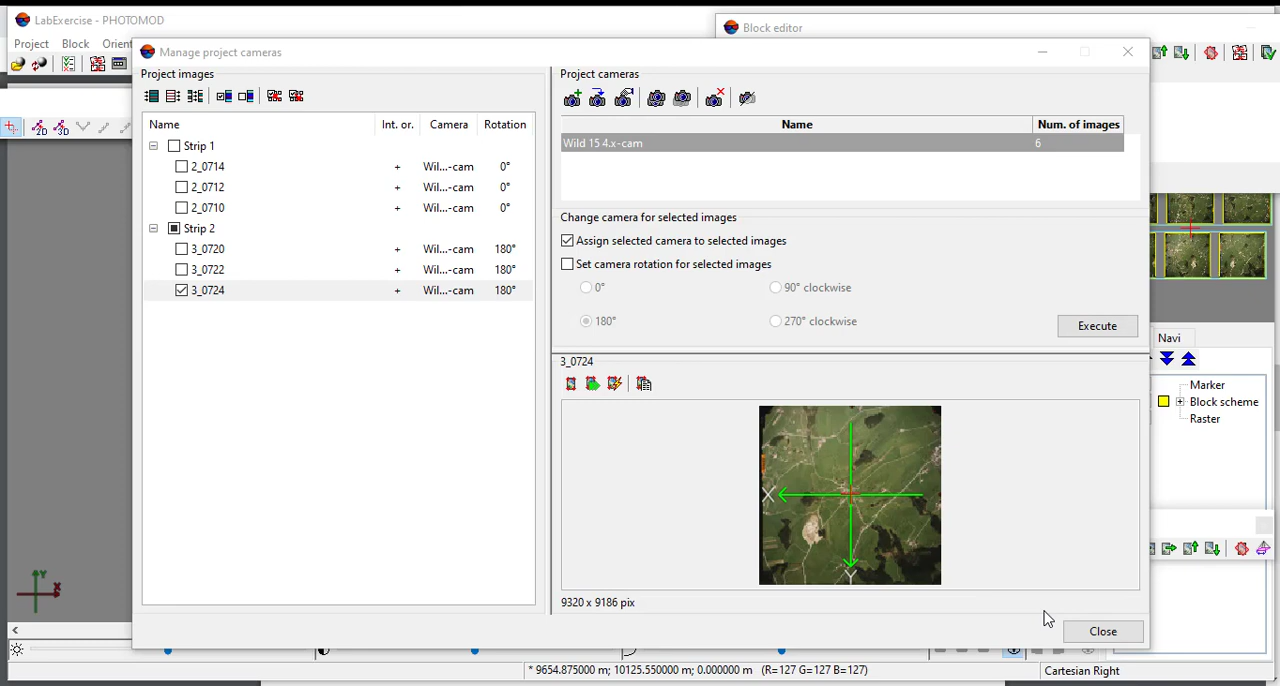 LabExercise - PHOTOMOD
Block editor
Project Block Orient
Manage project cameras
Project images
Name Int. or. Camera Rotation
Strip 1
2_0714 + Wil...-cam 0°
2_0712 + Wil...-cam 0°
2_0710 + Wil...-cam 0°
Strip 2
3_0720 + Wil...-cam 180°
3_0722 + Wil...-cam 180°
3_0724 + Wil...-cam 180°
Project cameras
Name Num. of images
Wild 15 4.x-cam 6
Change camera for selected images
Assign selected camera to selected images
Set camera rotation for selected images
0° 90° clockwise
180° 270° clockwise
Execute
3_0724
X
Y
9320 x 9186 pix
Close
Navi
Marker
Block scheme
Raster
Y
X
* 9654.875000 m; 10125.550000 m; 0.000000 m (R=127 G=127 B=127)
Cartesian Right